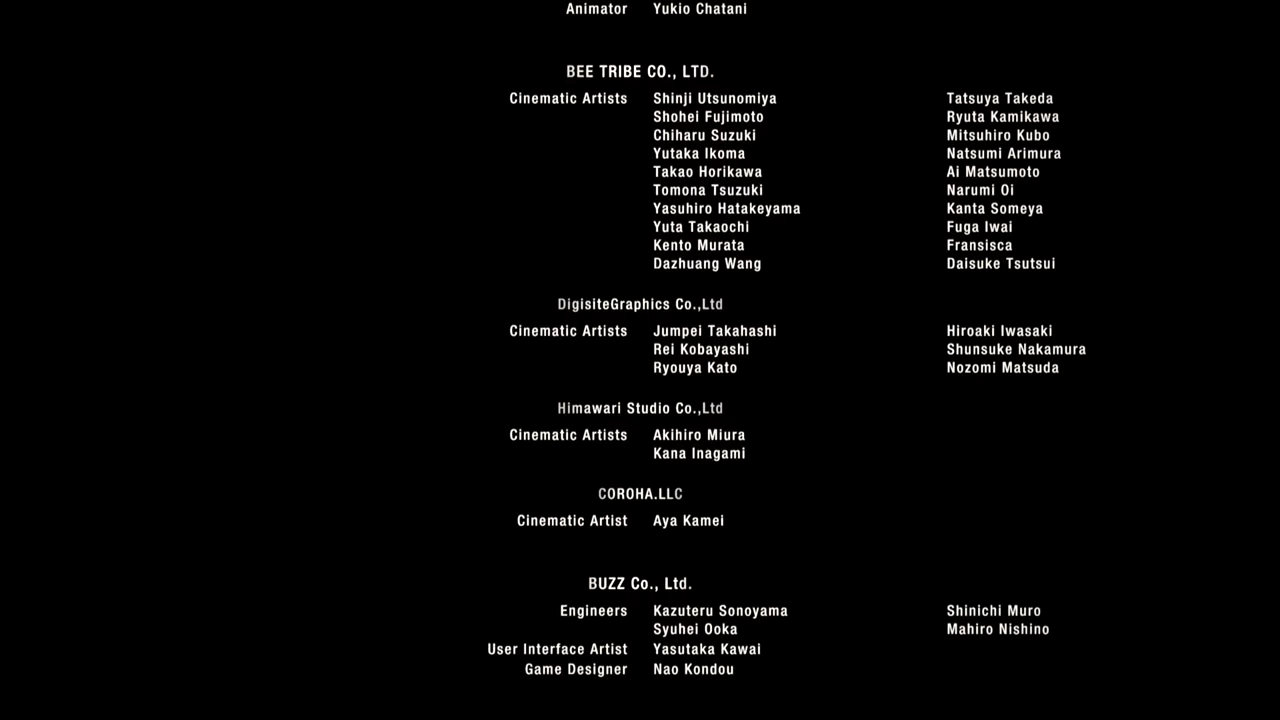 Animator Yukio Chatani
BEE TRIBE CO., LTD.
Cinematic Artists Shinji Utsunomiya Tatsuya Takeda
Shohei Fujimoto Ryuta Kamikawa
Chiharu Suzuki Mitsuhiro Kubo
Yutaka Ikoma Natsumi Arimura
Takao Horikawa Ai Matsumoto
Tomona Tsuzuki Narumi Oi
Yasuhiro Hatakeyama Kanta Someya
Yuta Takaochi Fuga Iwai
Kento Murata Fransisca
Dazhuang Wang Daisuke Tsutsui
DigisiteGraphics Co.,Ltd
Cinematic Artists Jumpei Takahashi Hiroaki Iwasaki
Rei Kobayashi Shunsuke Nakamura
Ryouya Kato Nozomi Matsuda
Himawari Studio Co.,Ltd
Cinematic Artists Akihiro Miura
Kana Inagami
COROHA.LLC
Cinematic Artist Aya Kamei
BUZZ Co., Ltd.
Engineers Kazuteru Sonoyama Shinichi Muro
Syuhei Ooka Mahiro Nishino
User Interface Artist Yasutaka Kawai
Game Designer Nao Kondou